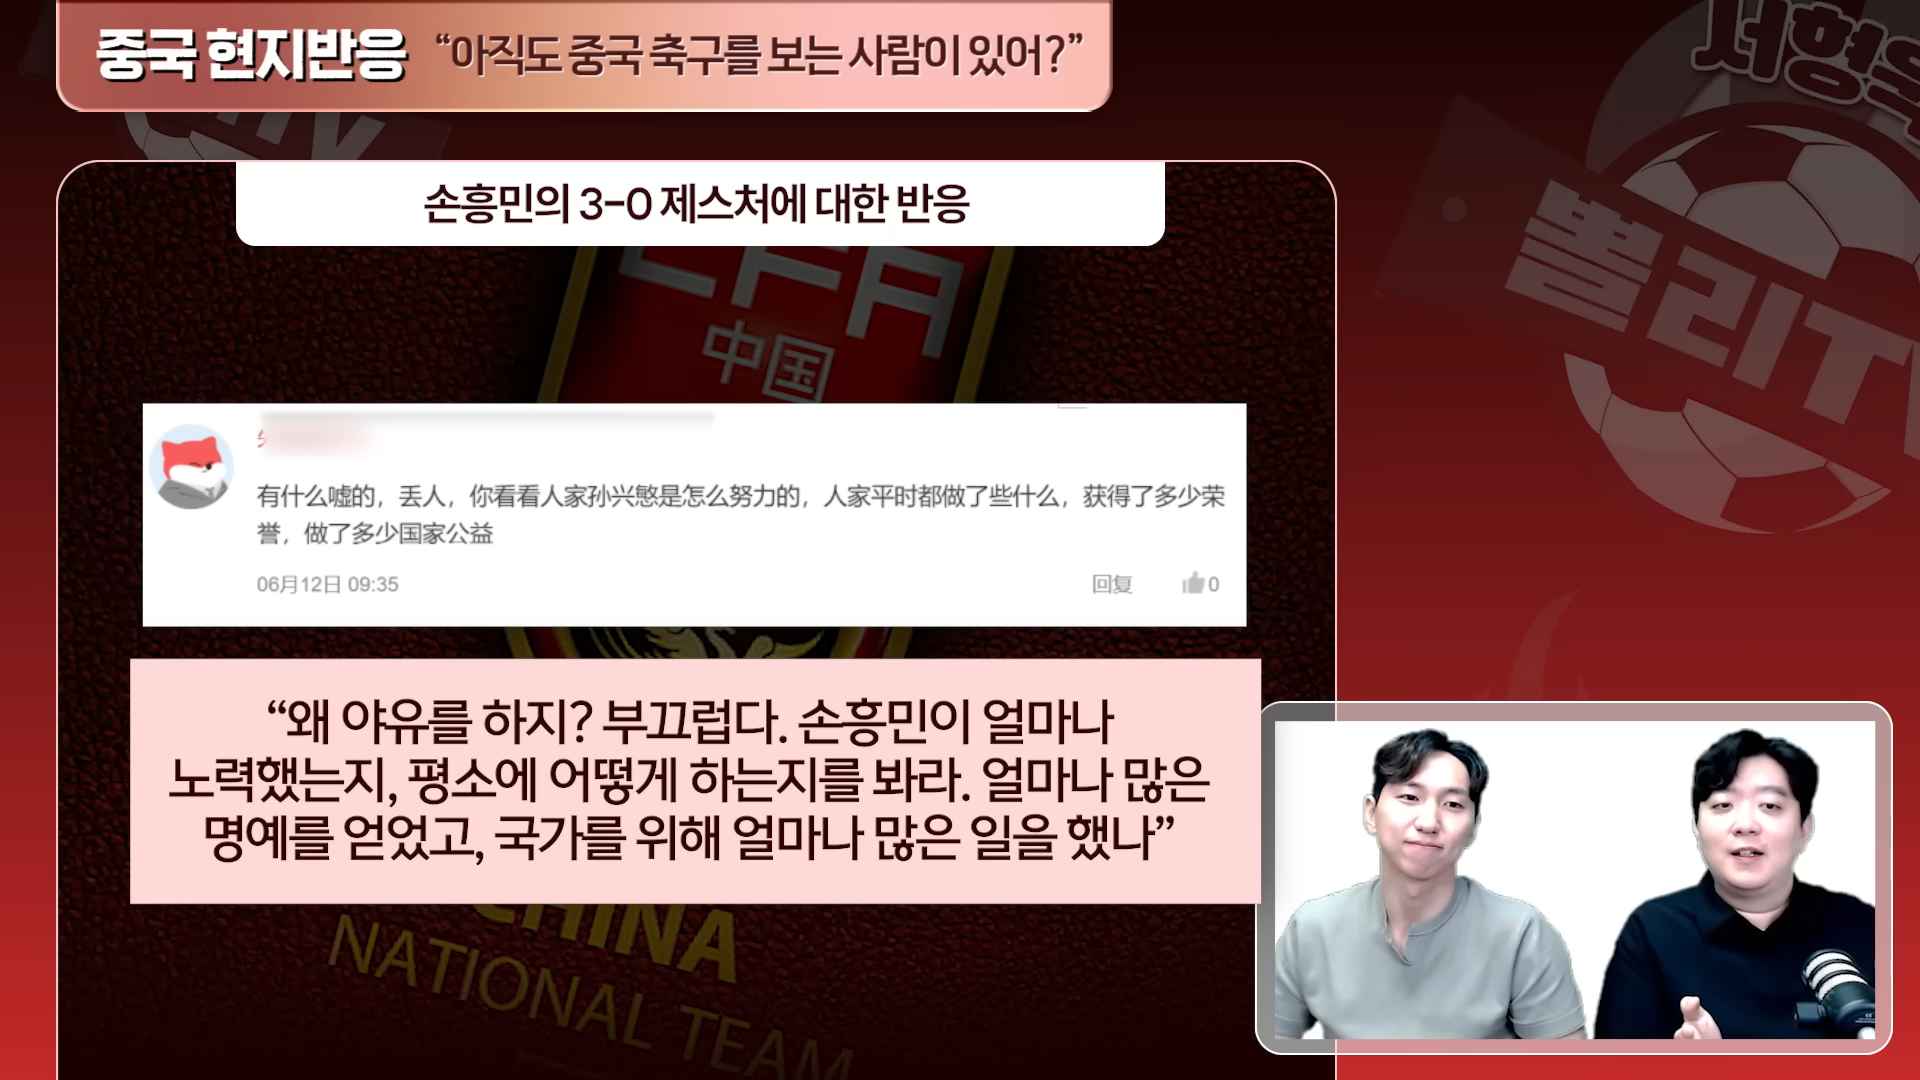 중국 현지반응 “아직도 중국 축구를 보는 사람이 있어?”
서형욱
뽈리TV
손흥민의 3-0 제스처에 대한 반응
CFA
中国
有什么嘘的，丢人，你看看人家孙兴慜是怎么努力的，人家平时都做了些什么，获得了多少荣
誉，做了多少国家公益
06月12日 09:35 回复 0
“왜 야유를 하지? 부끄럽다. 손흥민이 얼마나
노력했는지, 평소에 어떻게 하는지를 봐라. 얼마나 많은
명예를 얻었고, 국가를 위해 얼마나 많은 일을 했나”
CHINA
NATIONAL TEAM